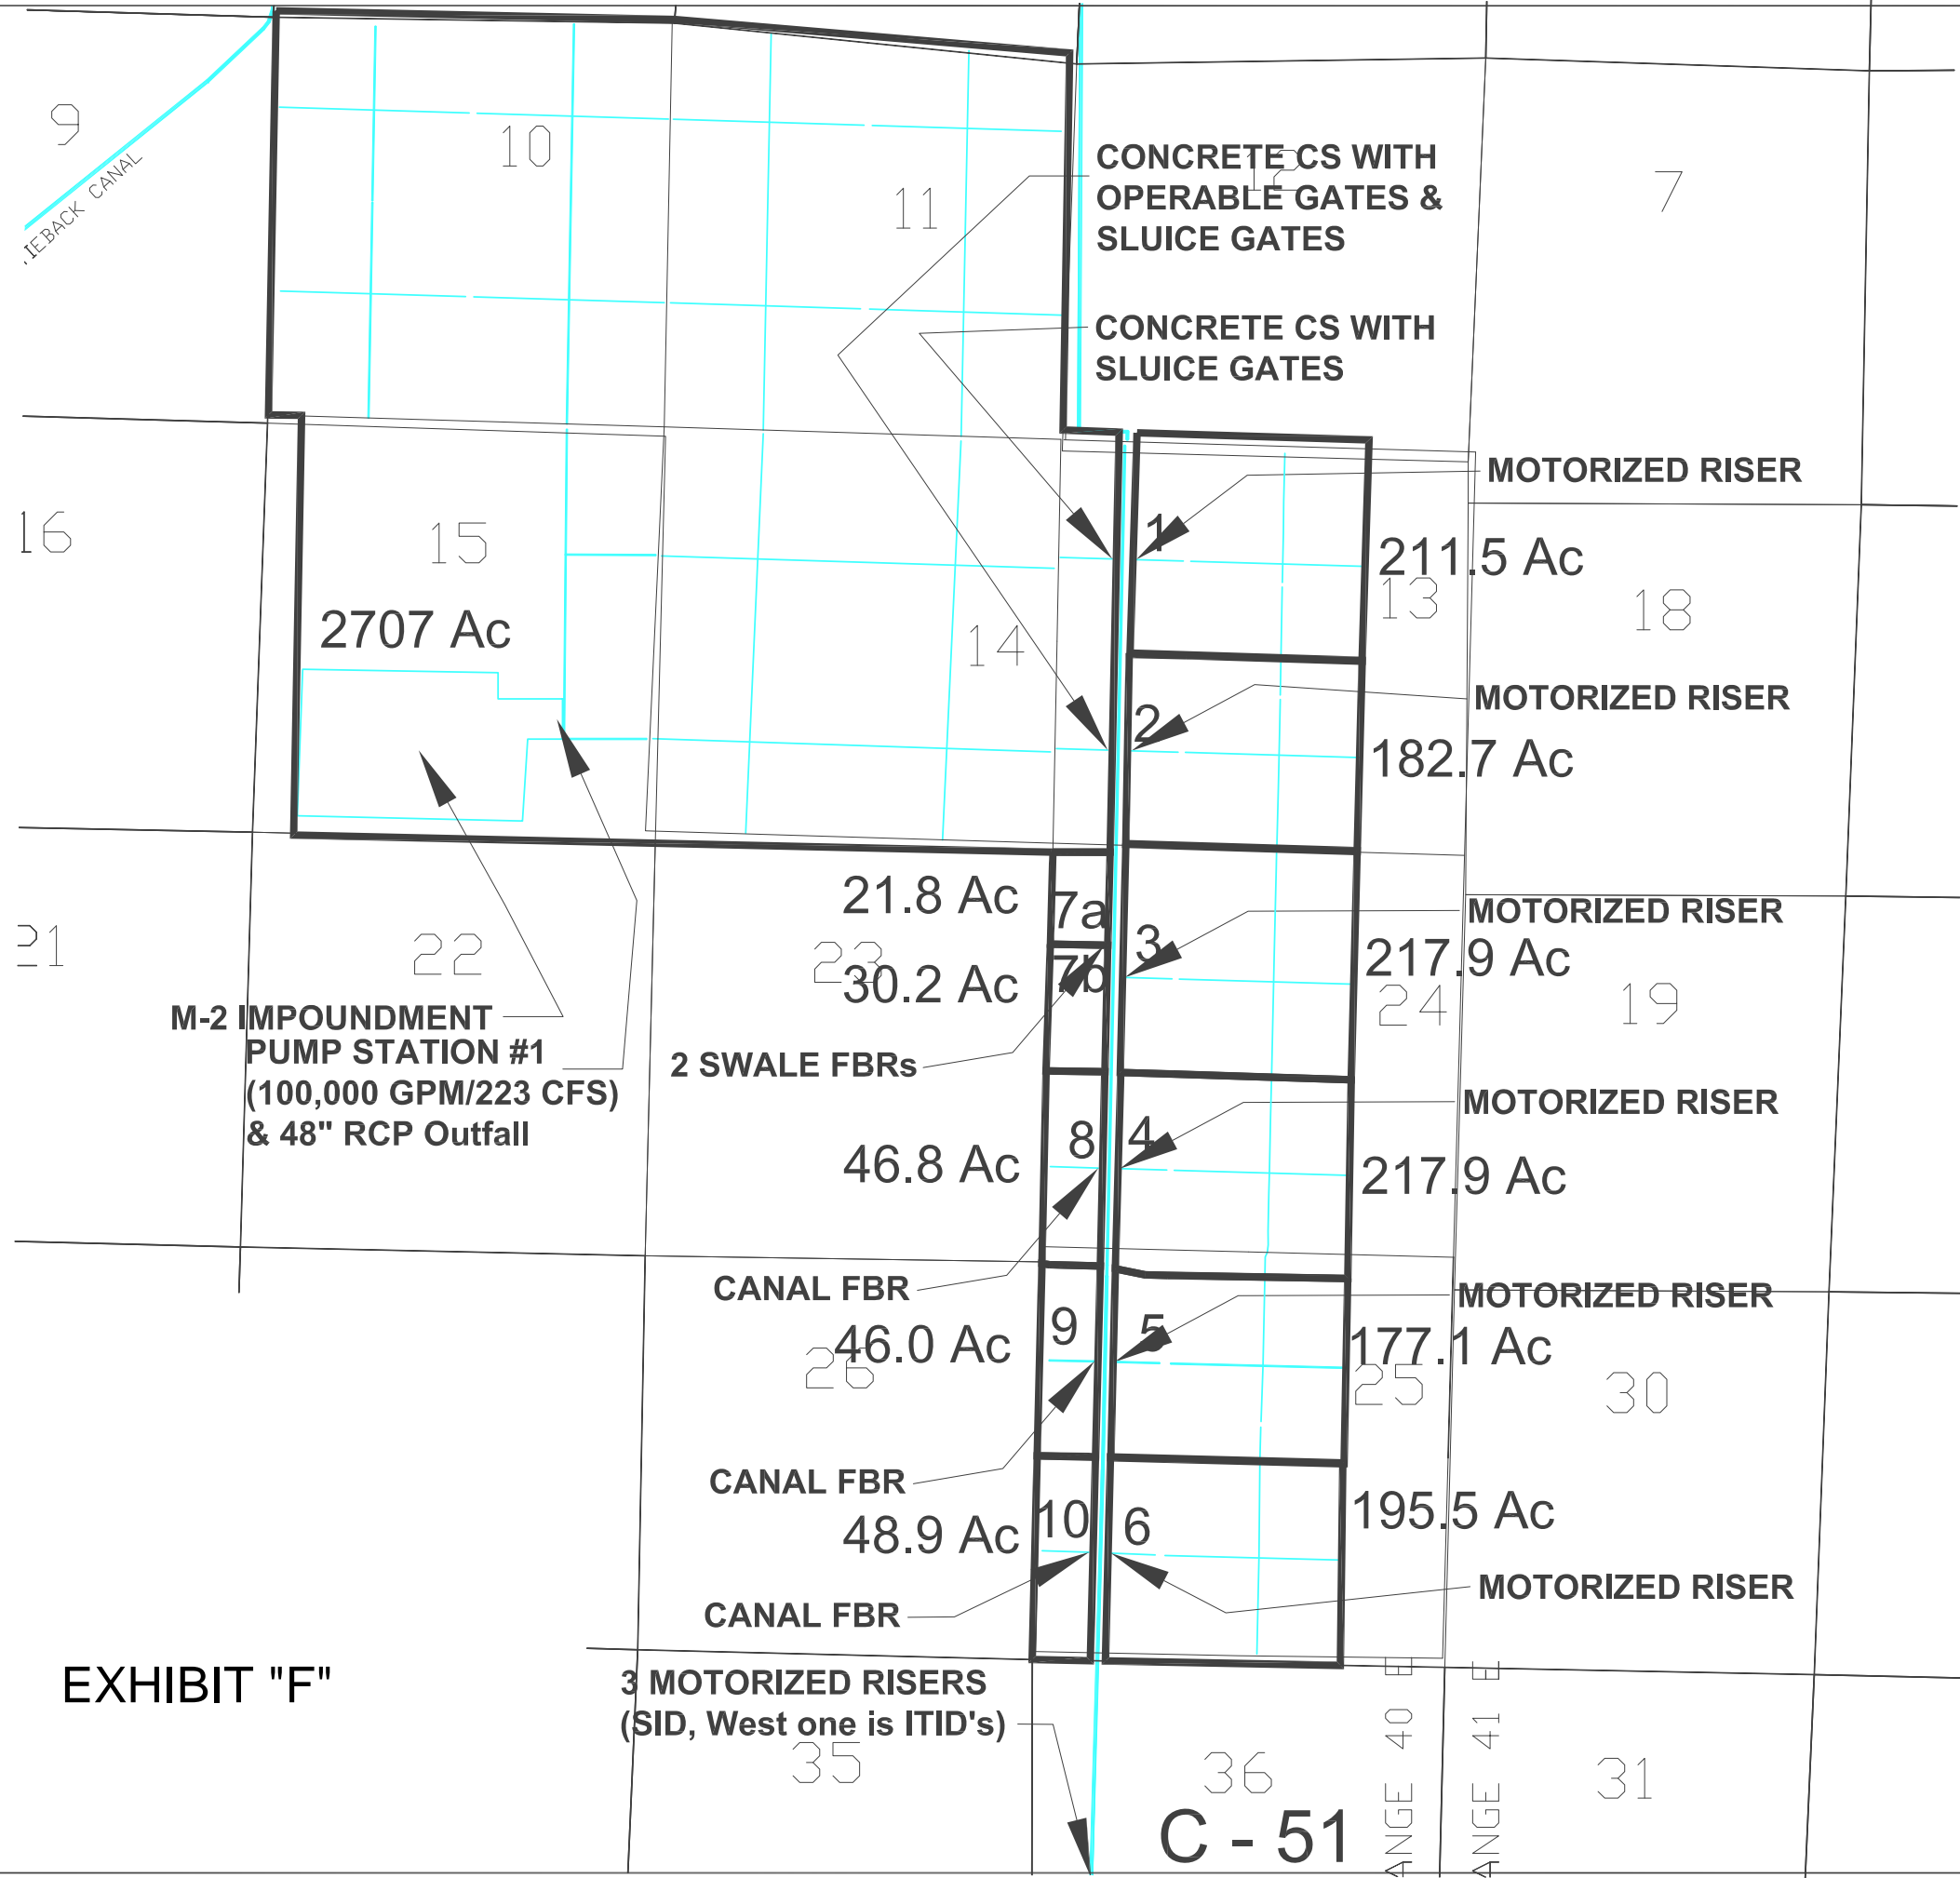 9
10
11
12
7
.IEBACK CANAL
CONCRETE CS WITH
OPERABLE GATES &
SLUICE GATES
CONCRETE CS WITH
SLUICE GATES
MOTORIZED RISER
16
15
14
13
18
1
211.5 Ac
2707 Ac
MOTORIZED RISER
2
182.7 Ac
21.8 Ac
7a
MOTORIZED RISER
3
217.9 Ac
21
22
23
24
19
30.2 Ac
7b
M-2 IMPOUNDMENT
PUMP STATION #1
(100,000 GPM/223 CFS)
& 48" RCP Outfall
2 SWALE FBRs
MOTORIZED RISER
8
4
46.8 Ac
217.9 Ac
CANAL FBR
MOTORIZED RISER
9
5
46.0 Ac
177.1 Ac
26
25
30
CANAL FBR
10
6
48.9 Ac
195.5 Ac
MOTORIZED RISER
CANAL FBR
EXHIBIT "F"
3 MOTORIZED RISERS
(SID, West one is ITID's)
35
36
31
C - 51
ANGE 40 E
ANGE 41 E